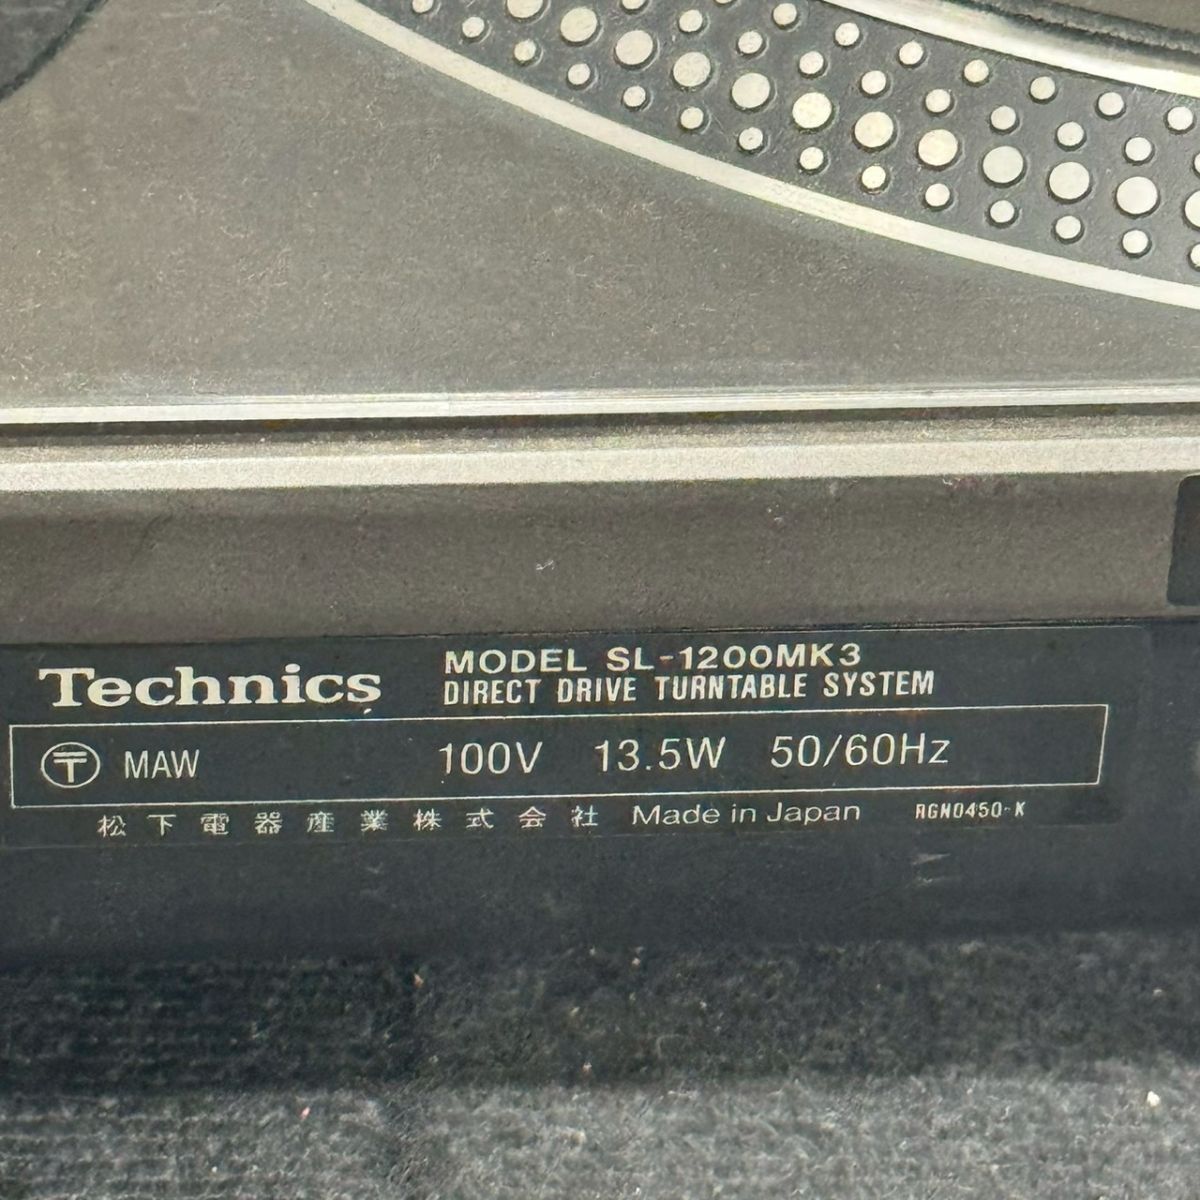 Technics
MODEL SL-1200MK3
DIRECT DRIVE TURNTABLE SYSTEM
〒 MAW 100V 13.5W 50/60Hz
松下電器産業株式会社 Made in Japan RGN0450-K